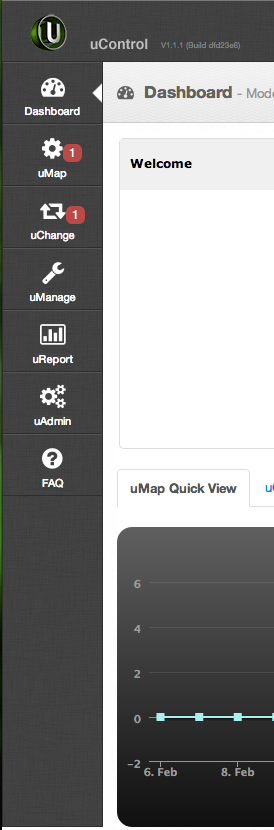 U
uControl V1.1.1 (Build dfd23e6)
Dashboard
Dashboard - Mode
1
uMap
1
uChange
uManage
uReport
uAdmin
?
FAQ
Welcome
uMap Quick View
6
4
2
0
-2
6. Feb 8. Feb